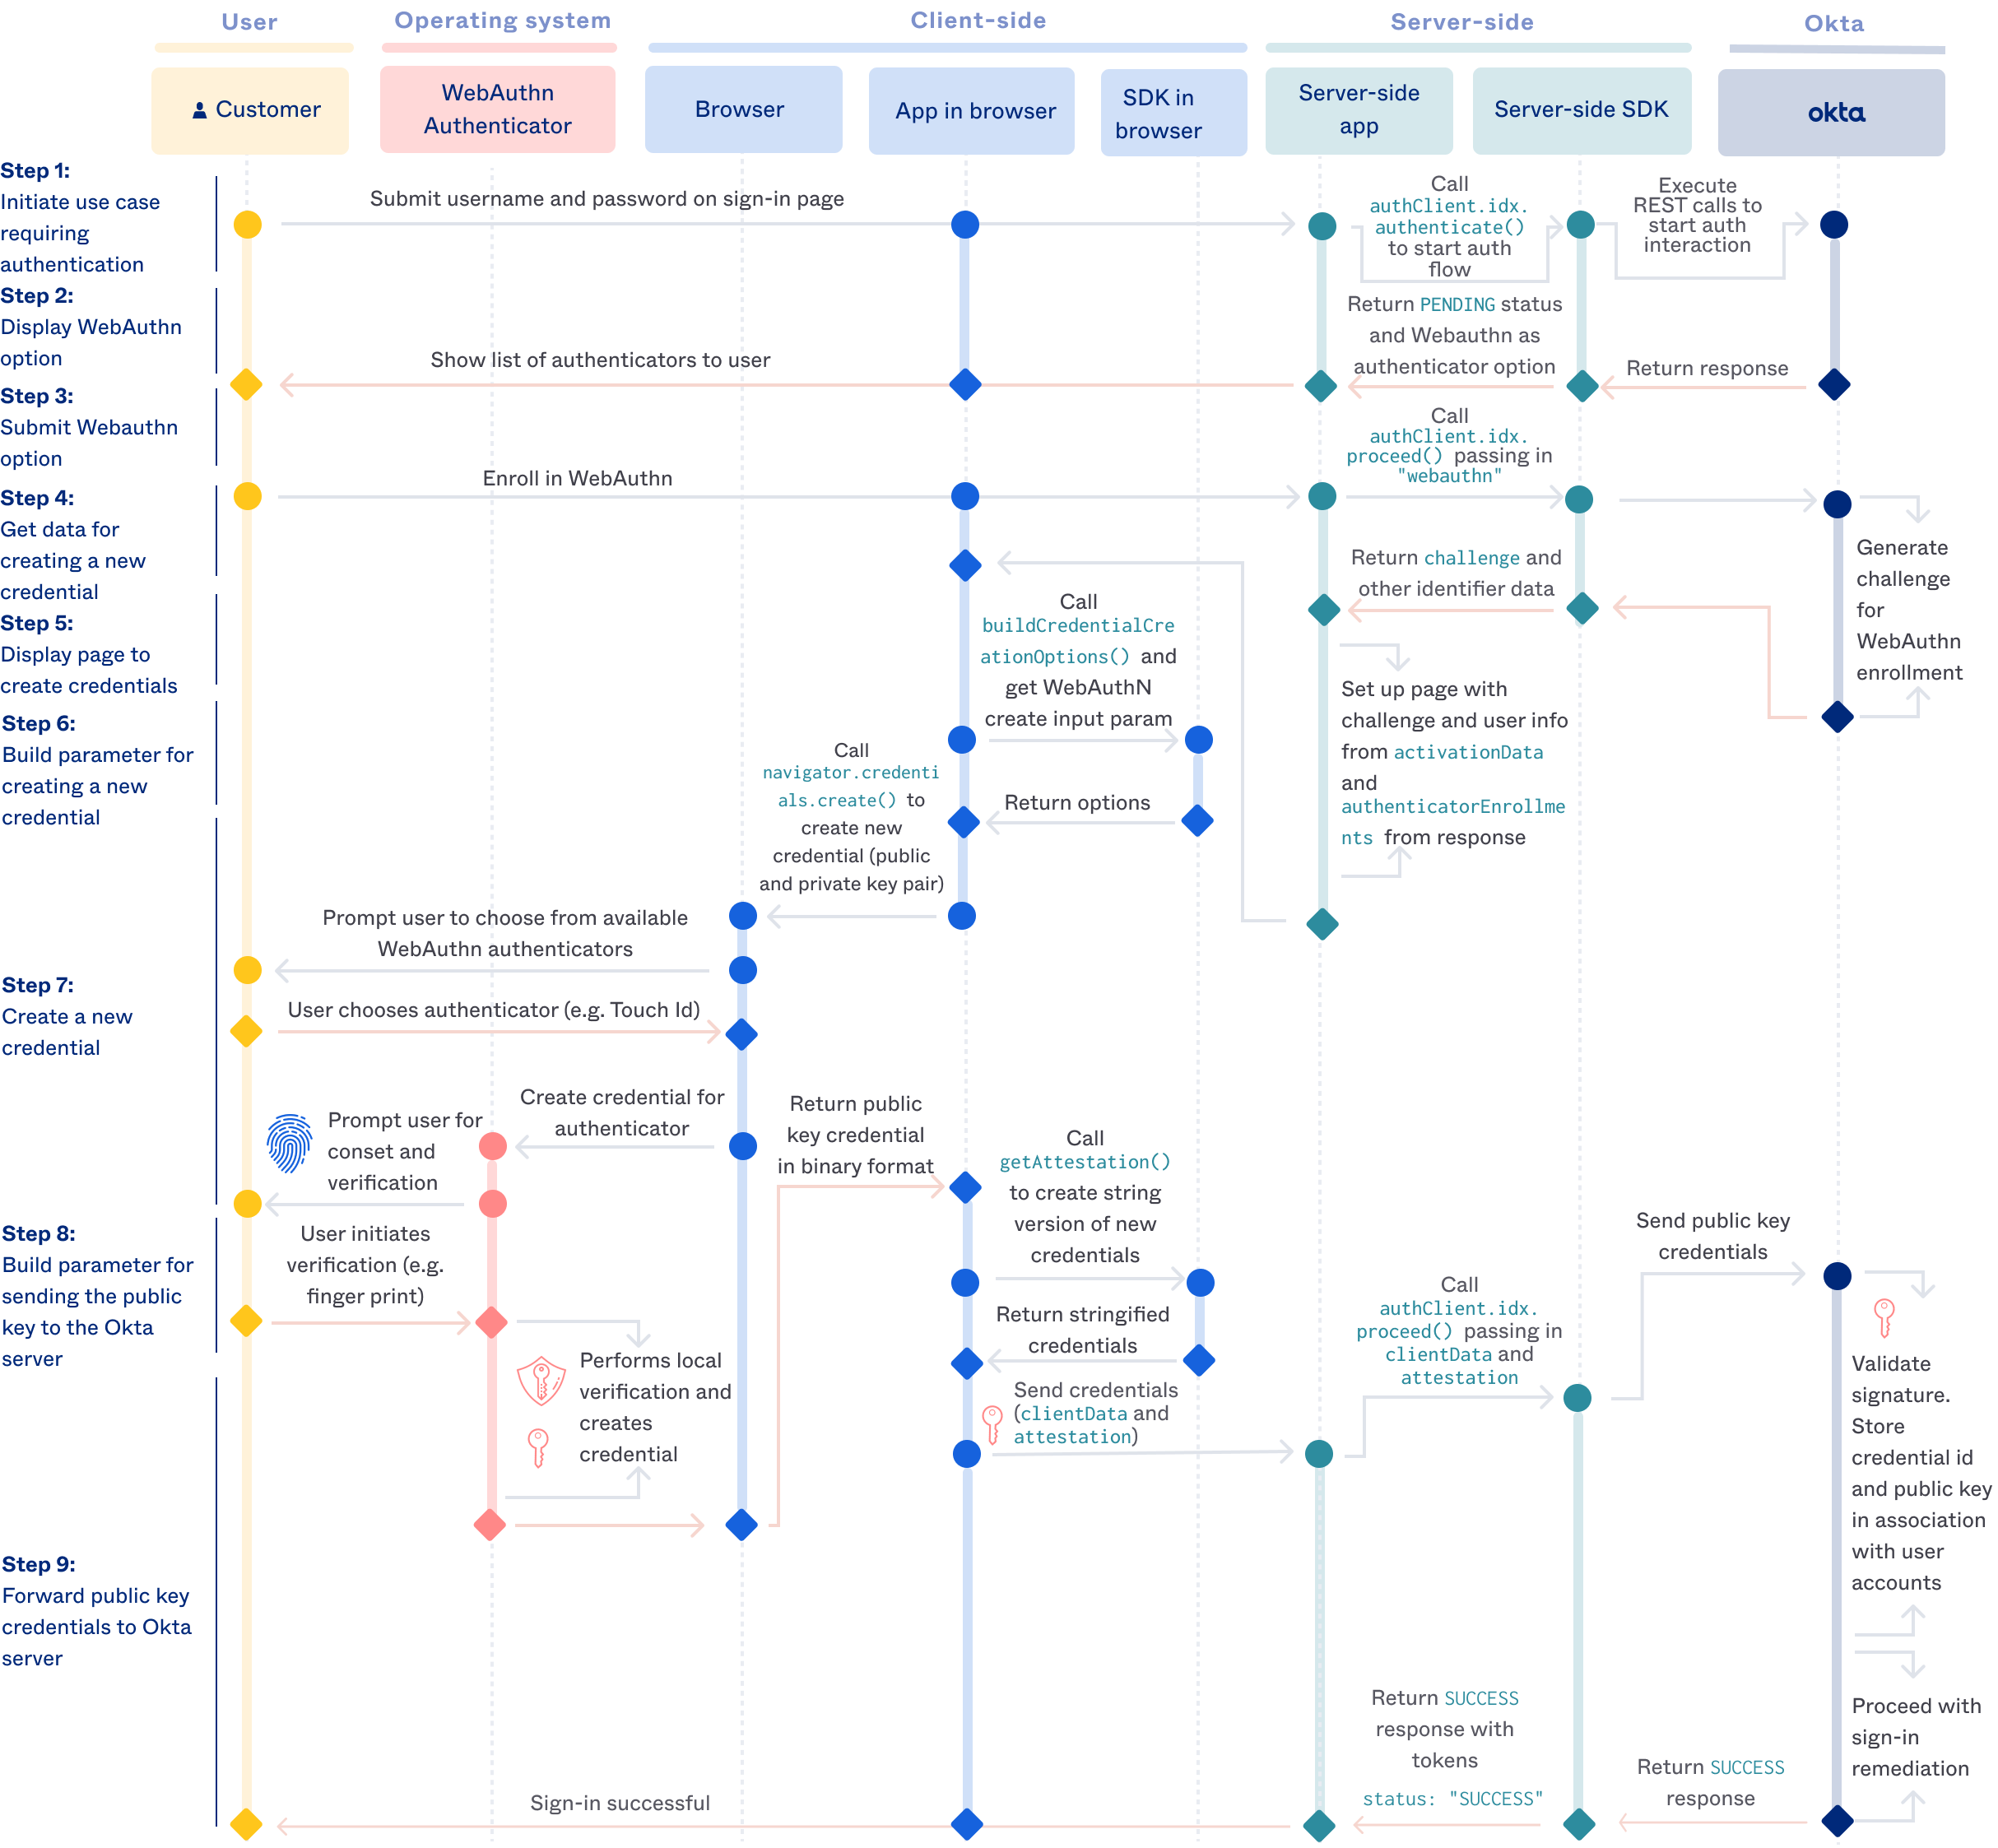 User
Operating system
Client-side
Server-side
Okta
Customer
WebAuthn
Authenticator
Browser
App in browser
SDK in
browser
Server-side
app
Server-side SDK
okta
Step 1:
Initiate use case
requiring
authentication
Submit username and password on sign-in page
Call
authClient.idx.
authenticate()
to start auth
flow
Execute
REST calls to
start auth
interaction
Step 2:
Display WebAuthn
option
Show list of authenticators to user
Return PENDING status
and Webauthn as
authenticator option
Return response
Step 3:
Submit Webauthn
option
Call
authClient.idx.
proceed() passing in
"webauthn"
Enroll in WebAuthn
Step 4:
Get data for
creating a new
credential
Return challenge and
other identifier data
Generate
challenge
for
WebAuthn
enrollment
Step 5:
Display page to
create credentials
Call
buildCredentialCre
ationOptions() and
get WebAuthN
create input param
Set up page with
challenge and user info
from activationData
and
authenticatorEnrollme
nts from response
Step 6:
Build parameter for
creating a new
credential
Return options
Call
navigator.credenti
als.create() to
create new
credential (public
and private key pair)
Prompt user to choose from available
WebAuthn authenticators
Step 7:
Create a new
credential
User chooses authenticator (e.g. Touch Id)
Create credential for
authenticator
Prompt user for
conset and
verification
Return public
key credential
in binary format
Call
getAttestation()
to create string
version of new
credentials
Step 8:
Build parameter for
sending the public
key to the Okta
server
User initiates
verification (e.g.
finger print)
Performs local
verification and
creates
credential
Return stringified
credentials
Send credentials
(clientData and
attestation)
Call
authClient.idx.
proceed() passing in
clientData and
attestation
Send public key
credentials
Validate
signature.
Store
credential id
and public key
in association
with user
accounts
Step 9:
Forward public key
credentials to Okta
server
Proceed with
sign-in
remediation
Return SUCCESS
response
Return SUCCESS
response with
tokens
status: "SUCCESS"
Sign-in successful